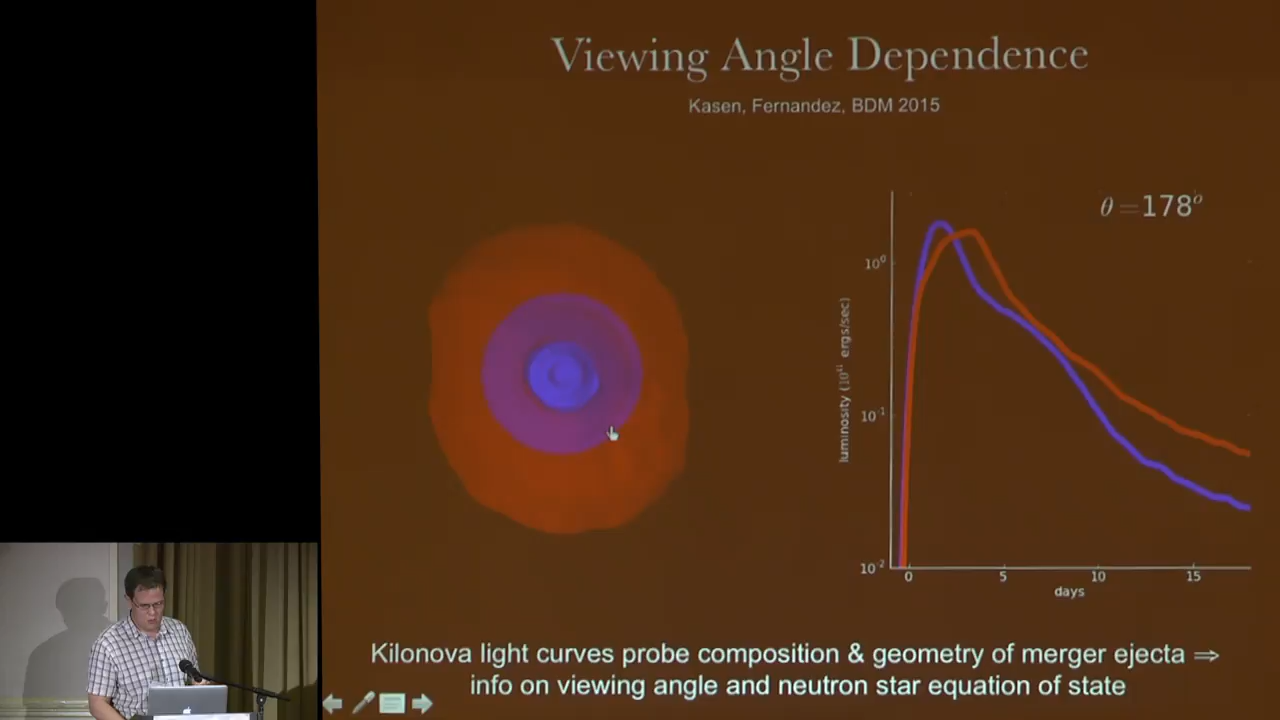 Viewing Angle Dependence
Kasen, Fernandez, BDM 2015
θ = 178°
10⁰
10⁻¹
10⁻²
luminosity (10⁴¹ ergs/sec)
0 5 10 15
days
Kilonova light curves probe composition & geometry of merger ejecta ⇒
info on viewing angle and neutron star equation of state